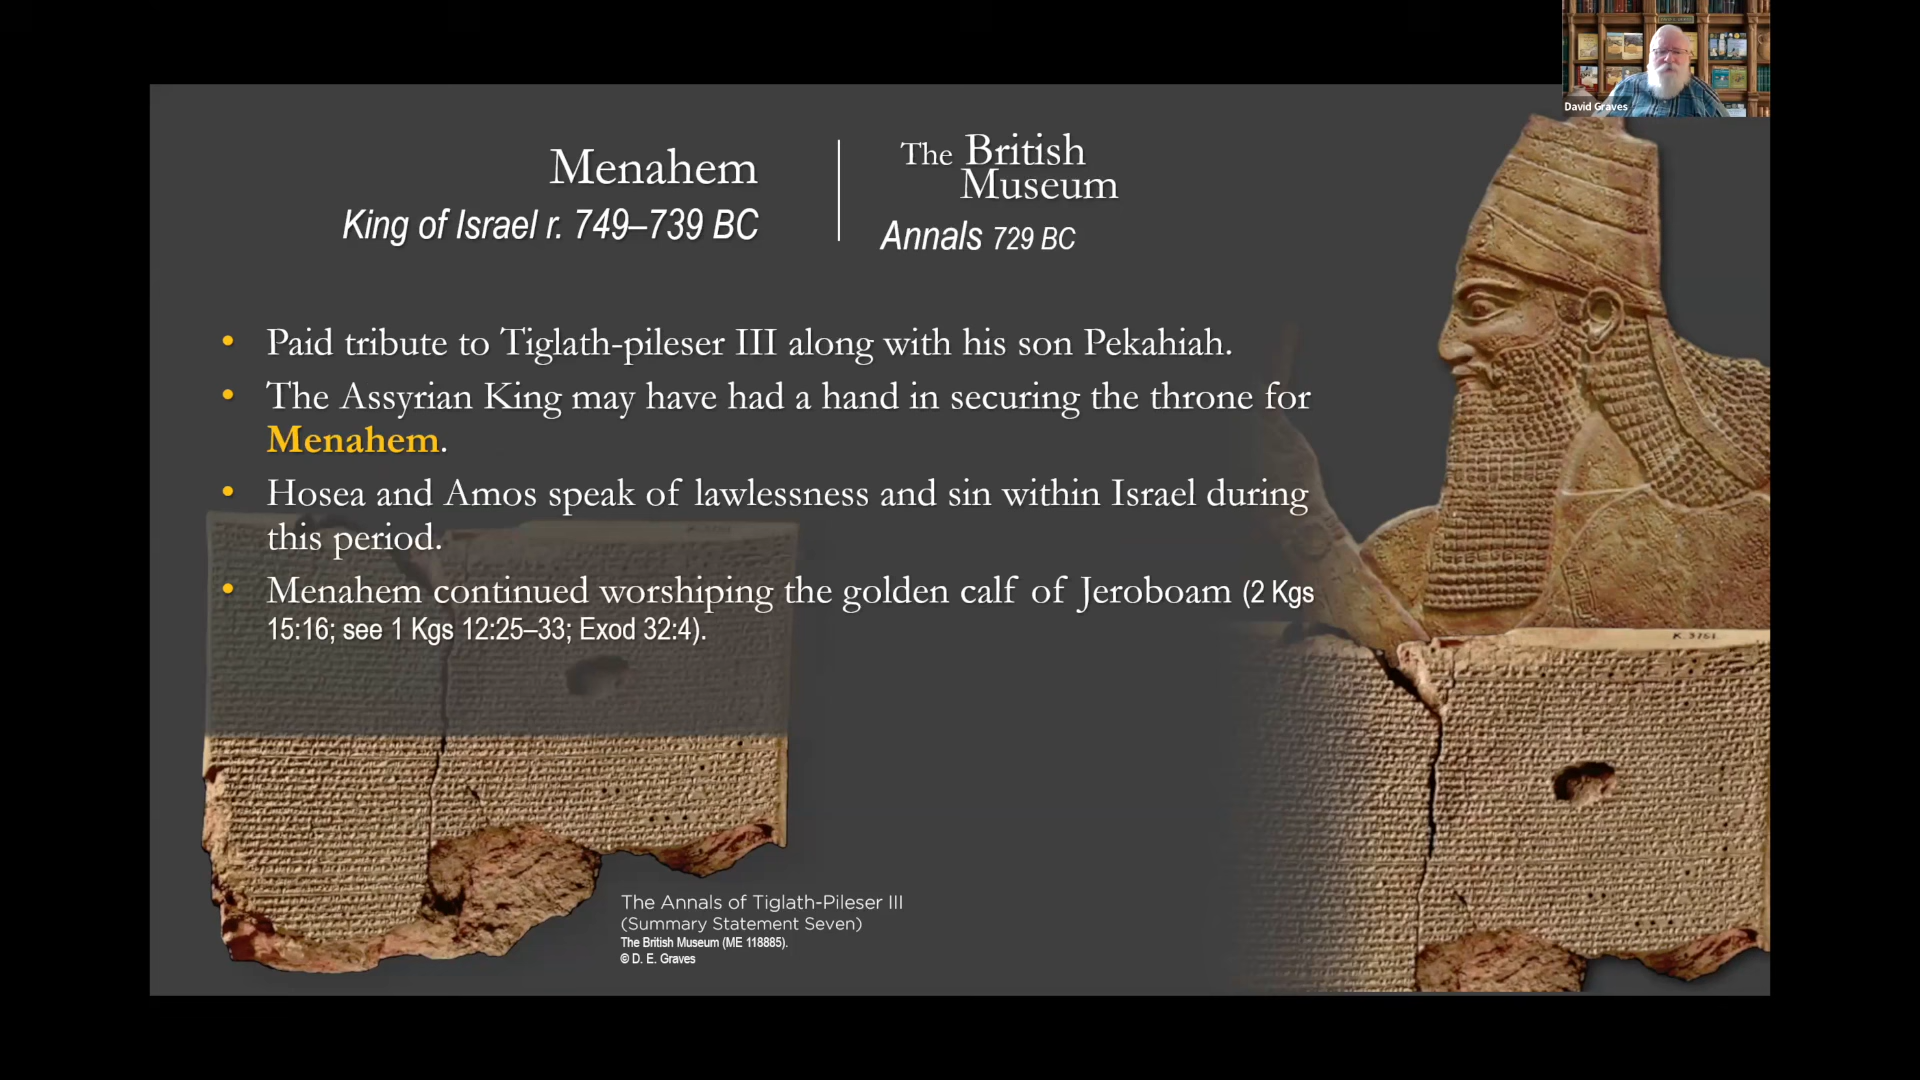 David Graves
Menahem
King of Israel r. 749–739 BC
The British
Museum
Annals 729 BC
• Paid tribute to Tiglath-pileser III along with his son Pekahiah.
• The Assyrian King may have had a hand in securing the throne for
Menahem.
• Hosea and Amos speak of lawlessness and sin within Israel during
this period.
• Menahem continued worshiping the golden calf of Jeroboam (2 Kgs
15:16; see 1 Kgs 12:25–33; Exod 32:4).
K 3761
The Annals of Tiglath-Pileser III
(Summary Statement Seven)
The British Museum (ME 118885).
© D. E. Graves